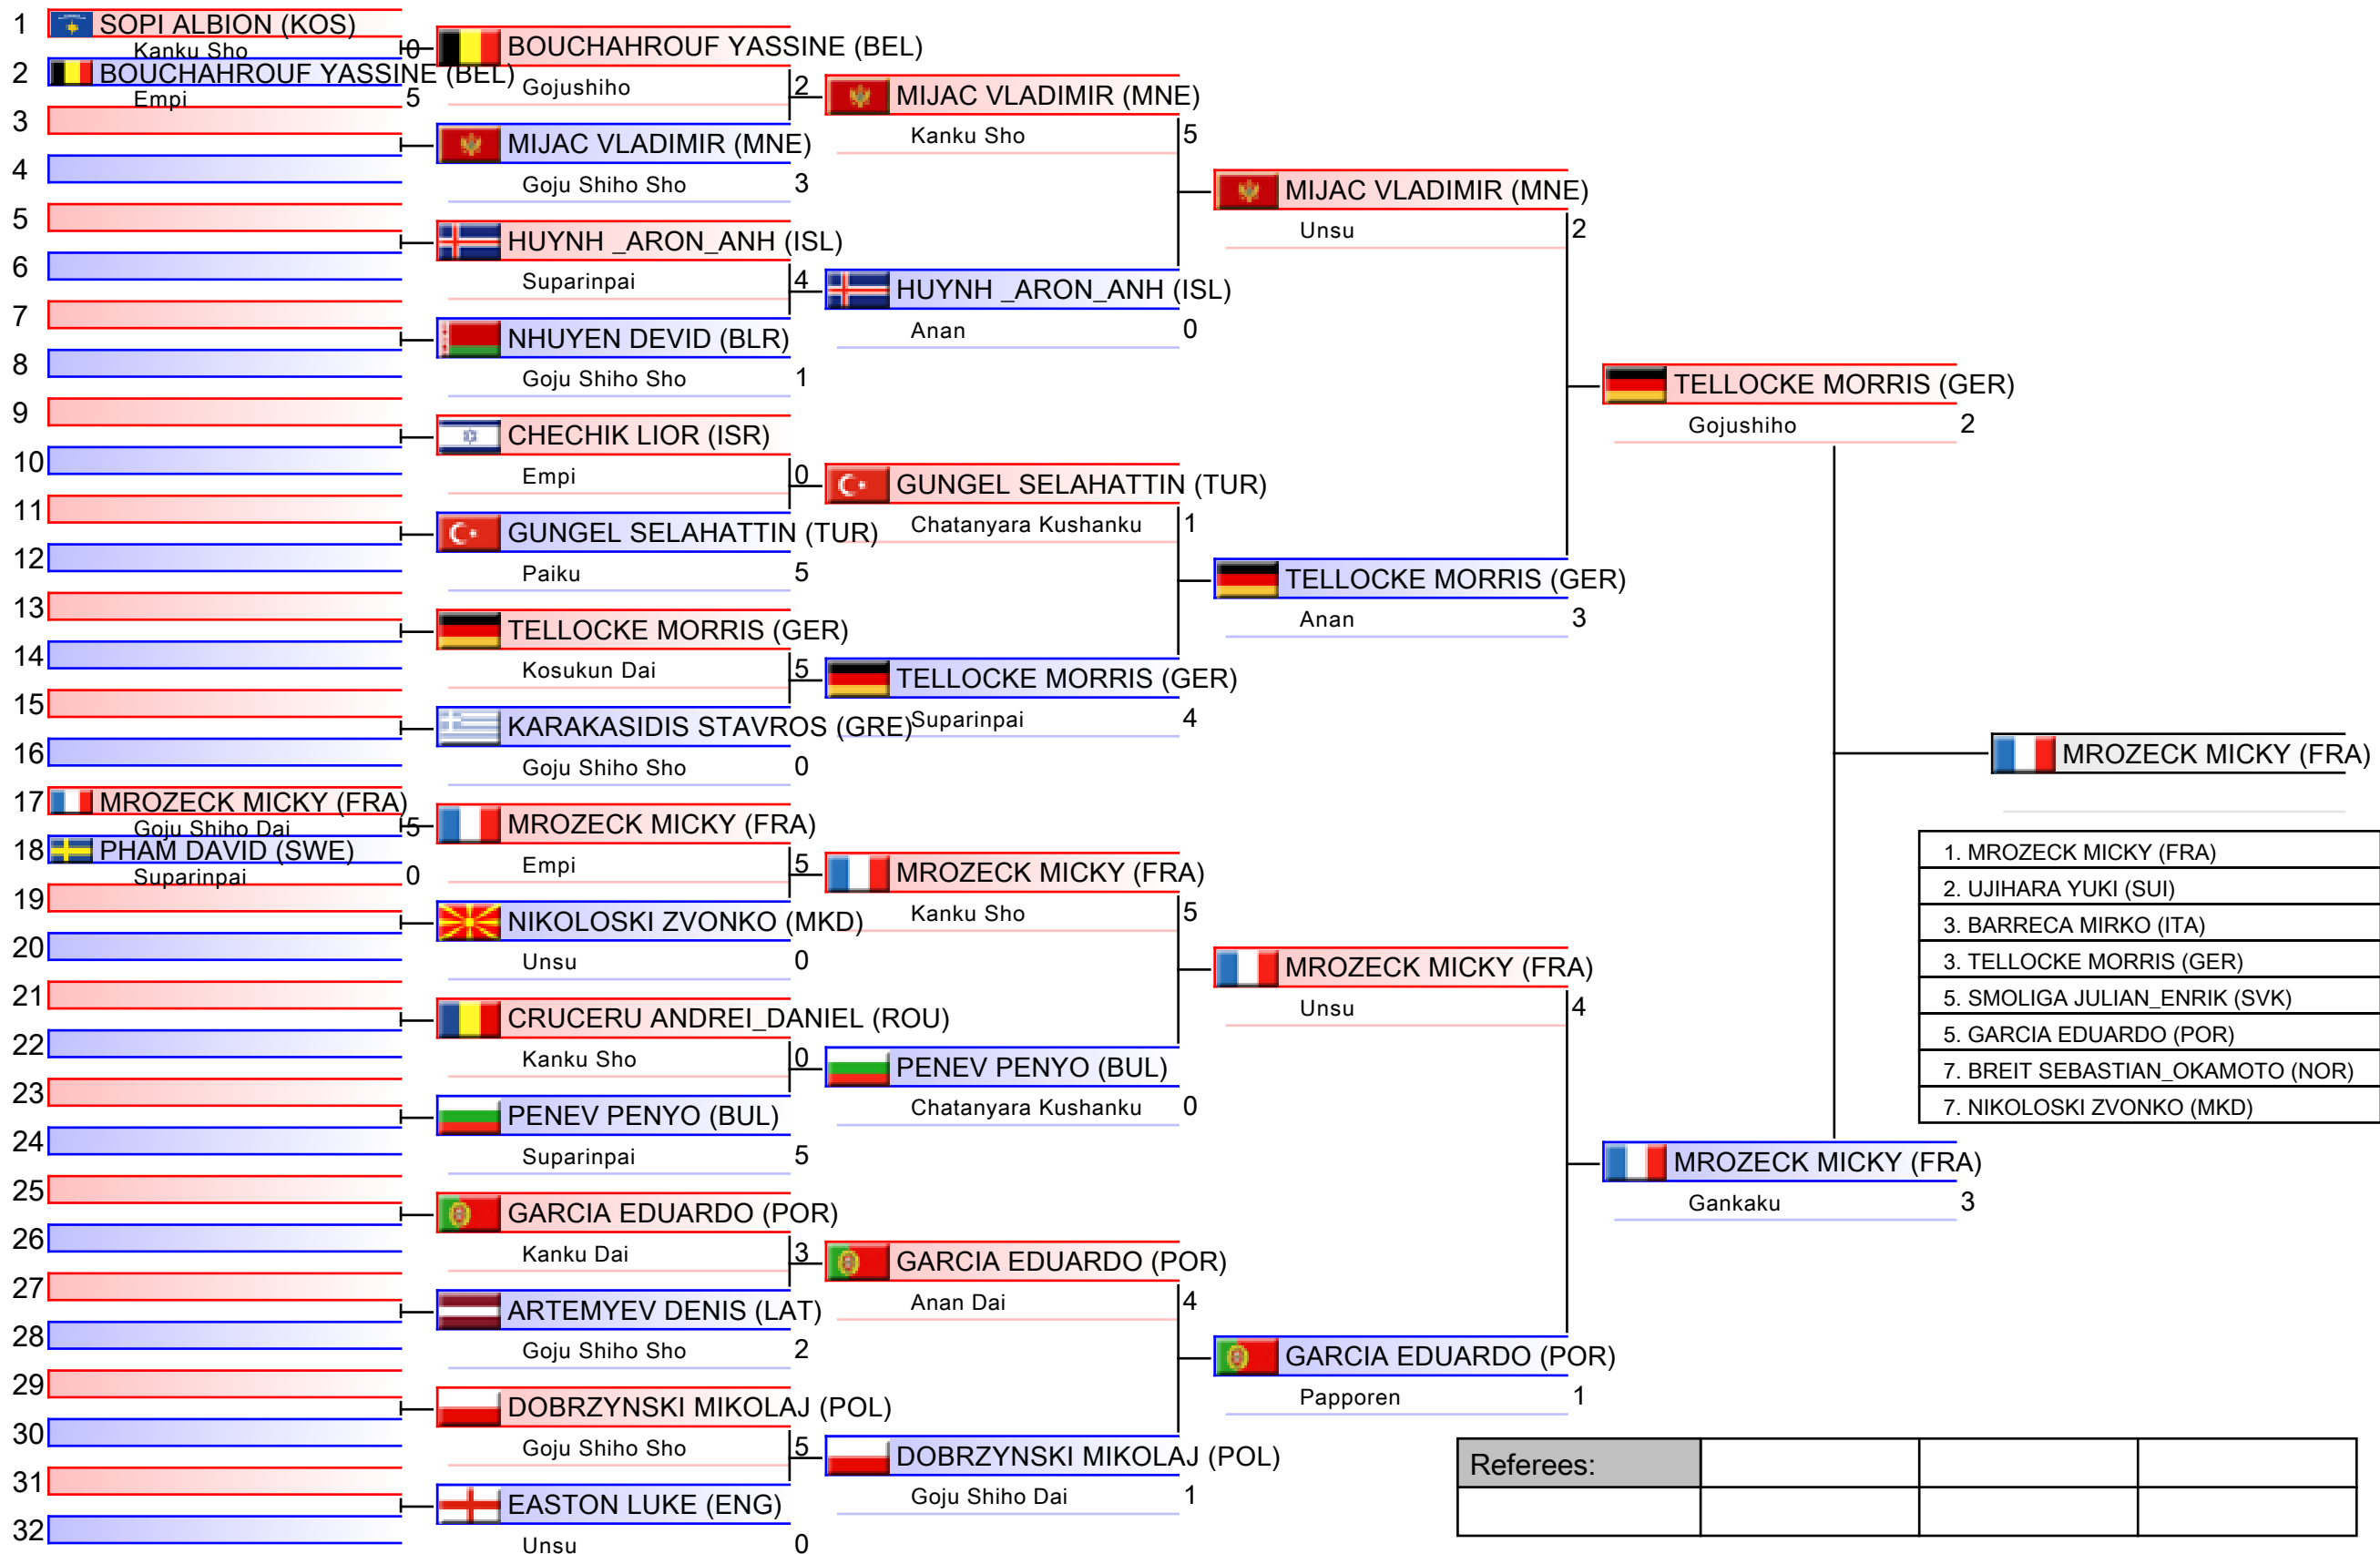 1 SOPI ALBION (KOS)
Kanku Sho 0
2 BOUCHAHROUF YASSINE (BEL)
Empi 5
3
4
5
6
7
8
9
10
11
12
13
14
15
16
17 MROZECK MICKY (FRA)
Goju Shiho Dai 5
18 PHAM DAVID (SWE)
Suparinpai 0
19
20
21
22
23
24
25
26
27
28
29
30
31
32
BOUCHAHROUF YASSINE (BEL)
Gojushiho 2
MIJAC VLADIMIR (MNE)
Goju Shiho Sho 3
HUYNH _ARON_ANH (ISL)
Suparinpai 4
NHUYEN DEVID (BLR)
Goju Shiho Sho 1
CHECHIK LIOR (ISR)
Empi 0
GUNGEL SELAHATTIN (TUR)
Paiku 5
TELLOCKE MORRIS (GER)
Kosukun Dai 5
KARAKASIDIS STAVROS (GRE)
Goju Shiho Sho 0
MROZECK MICKY (FRA)
Empi 5
NIKOLOSKI ZVONKO (MKD)
Unsu 0
CRUCERU ANDREI_DANIEL (ROU)
Kanku Sho 0
PENEV PENYO (BUL)
Suparinpai 5
GARCIA EDUARDO (POR)
Kanku Dai 3
ARTEMYEV DENIS (LAT)
Goju Shiho Sho 2
DOBRZYNSKI MIKOLAJ (POL)
Goju Shiho Sho 5
EASTON LUKE (ENG)
Unsu 0
MIJAC VLADIMIR (MNE)
Kanku Sho 5
HUYNH _ARON_ANH (ISL)
Anan 0
GUNGEL SELAHATTIN (TUR)
Chatanyara Kushanku 1
TELLOCKE MORRIS (GER)
Suparinpai 4
MROZECK MICKY (FRA)
Kanku Sho 5
PENEV PENYO (BUL)
Chatanyara Kushanku 0
GARCIA EDUARDO (POR)
Anan Dai 4
DOBRZYNSKI MIKOLAJ (POL)
Goju Shiho Dai 1
MIJAC VLADIMIR (MNE)
Unsu 2
TELLOCKE MORRIS (GER)
Anan 3
MROZECK MICKY (FRA)
Unsu 4
GARCIA EDUARDO (POR)
Papporen 1
TELLOCKE MORRIS (GER)
Gojushiho 2
MROZECK MICKY (FRA)
Gankaku 3
MROZECK MICKY (FRA)
1. MROZECK MICKY (FRA)
2. UJIHARA YUKI (SUI)
3. BARRECA MIRKO (ITA)
3. TELLOCKE MORRIS (GER)
5. SMOLIGA JULIAN_ENRIK (SVK)
5. GARCIA EDUARDO (POR)
7. BREIT SEBASTIAN_OKAMOTO (NOR)
7. NIKOLOSKI ZVONKO (MKD)
Referees: